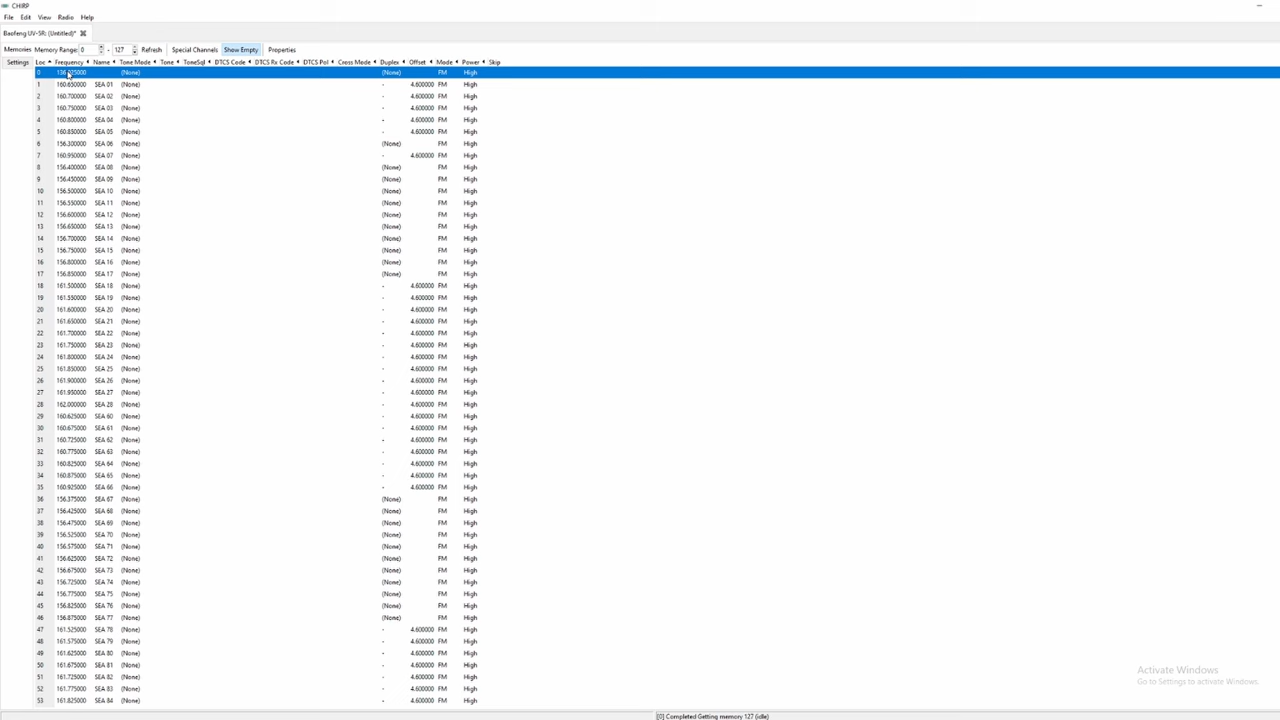 CHIRP
File Edit View Radio Help
Baofeng UV-5R: (Untitled)*
Memories Memory Range: 0 - 127 Refresh Special Channels Show Empty Properties
Settings Loc Frequency Name Tone Mode Tone ToneSql DTCS Code DTCS Rx Code DTCS Pol Cross Mode Duplex Offset Mode Power Skip
0 (None) (None) FM High
1 160.650000 SEA 01 (None) - 4.600000 FM High
2 160.700000 SEA 02 (None) - 4.600000 FM High
3 160.750000 SEA 03 (None) - 4.600000 FM High
4 160.800000 SEA 04 (None) - 4.600000 FM High
5 160.850000 SEA 05 (None) - 4.600000 FM High
6 156.300000 SEA 06 (None) (None) FM High
7 160.950000 SEA 07 (None) - 4.600000 FM High
8 156.400000 SEA 08 (None) (None) FM High
9 156.450000 SEA 09 (None) (None) FM High
10 156.500000 SEA 10 (None) (None) FM High
11 156.550000 SEA 11 (None) (None) FM High
12 156.600000 SEA 12 (None) (None) FM High
13 156.650000 SEA 13 (None) (None) FM High
14 156.700000 SEA 14 (None) (None) FM High
15 156.750000 SEA 15 (None) (None) FM High
16 156.800000 SEA 16 (None) (None) FM High
17 156.850000 SEA 17 (None) (None) FM High
18 161.500000 SEA 18 (None) - 4.600000 FM High
19 161.550000 SEA 19 (None) - 4.600000 FM High
20 161.600000 SEA 20 (None) - 4.600000 FM High
21 161.650000 SEA 21 (None) - 4.600000 FM High
22 161.700000 SEA 22 (None) - 4.600000 FM High
23 161.750000 SEA 23 (None) - 4.600000 FM High
24 161.800000 SEA 24 (None) - 4.600000 FM High
25 161.850000 SEA 25 (None) - 4.600000 FM High
26 161.900000 SEA 26 (None) - 4.600000 FM High
27 161.950000 SEA 27 (None) - 4.600000 FM High
28 162.000000 SEA 28 (None) - 4.600000 FM High
29 160.625000 SEA 60 (None) - 4.600000 FM High
30 160.675000 SEA 61 (None) - 4.600000 FM High
31 160.725000 SEA 62 (None) - 4.600000 FM High
32 160.775000 SEA 63 (None) - 4.600000 FM High
33 160.825000 SEA 64 (None) - 4.600000 FM High
34 160.875000 SEA 65 (None) - 4.600000 FM High
35 160.925000 SEA 66 (None) - 4.600000 FM High
36 156.375000 SEA 67 (None) (None) FM High
37 156.425000 SEA 68 (None) (None) FM High
38 156.475000 SEA 69 (None) (None) FM High
39 156.525000 SEA 70 (None) (None) FM High
40 156.575000 SEA 71 (None) (None) FM High
41 156.625000 SEA 72 (None) (None) FM High
42 156.675000 SEA 73 (None) (None) FM High
43 156.725000 SEA 74 (None) (None) FM High
44 156.775000 SEA 75 (None) (None) FM High
45 156.825000 SEA 76 (None) (None) FM High
46 156.875000 SEA 77 (None) (None) FM High
47 161.525000 SEA 78 (None) - 4.600000 FM High
48 161.575000 SEA 79 (None) - 4.600000 FM High
49 161.625000 SEA 80 (None) - 4.600000 FM High
50 161.675000 SEA 81 (None) - 4.600000 FM High
51 161.725000 SEA 82 (None) - 4.600000 FM High
52 161.775000 SEA 83 (None) - 4.600000 FM High
53 161.825000 SEA 84 (None) - 4.600000 FM High
Activate Windows
Go to Settings to activate Windows.
[0] Completed Getting memory 127 (idle)